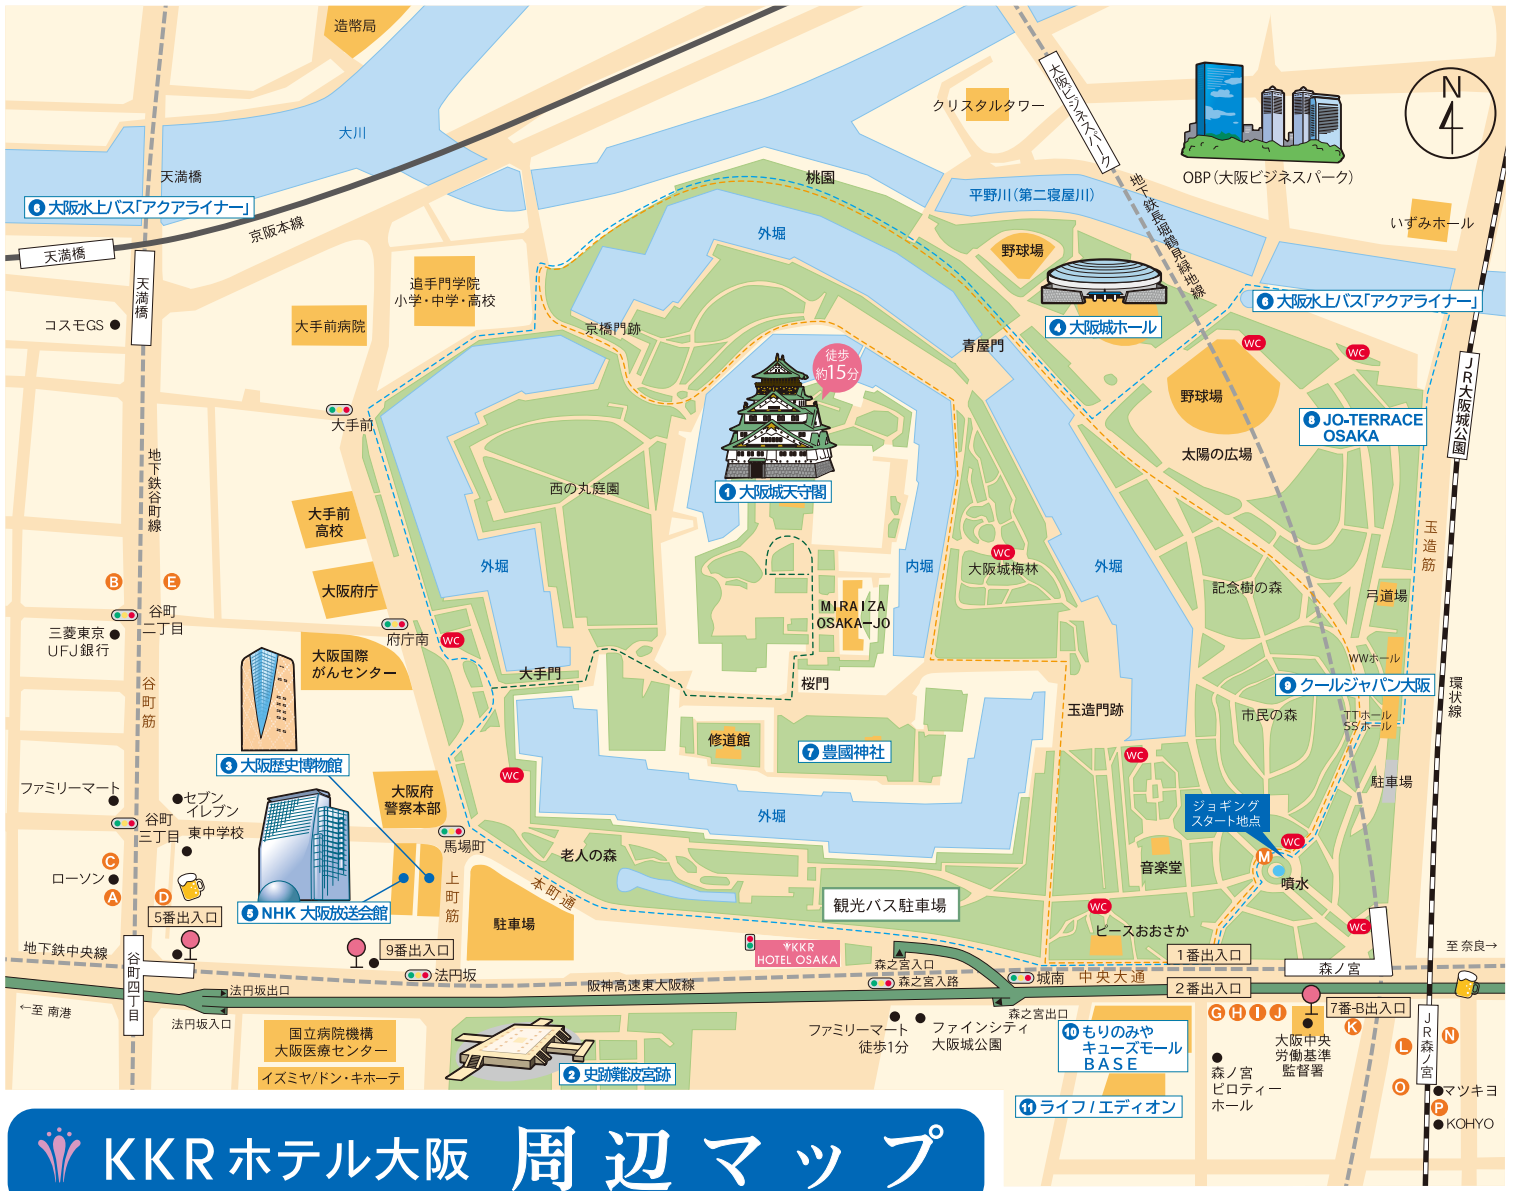 造幣局
大川
天満橋
❻ 大阪水上バス「アクアライナー」
天満橋
京阪本線
天満橋
クリスタルタワー
大阪ビジネスパーク
OBP（大阪ビジネスパーク）
N
桃園
平野川（第二寝屋川）
地下鉄長堀鶴見緑地線
いずみホール
外堀
野球場
追手門学院
小学・中学・高校
コスモGS
大手前病院
京橋門跡
❹ 大阪城ホール
❻ 大阪水上バス「アクアライナー」
青屋門
徒歩
約15分
WC
WC
野球場
JR大阪城公園
❽ JO-TERRACE
OSAKA
大手前
太陽の広場
地下鉄谷町線
西の丸庭園
❶ 大阪城天守閣
大手前
高校
玉造筋
外堀
内堀
WC
大阪城梅林
外堀
B
E
大阪府庁
記念樹の森
弓道場
谷町
二丁目
三菱東京
UFJ銀行
MIRAIZA
OSAKA-JO
府庁南
WC
大阪国際
がんセンター
大手門
桜門
WWホール
❾ クールジャパン大阪
環状線
谷町筋
玉造門跡
市民の森
TTホール
SSホール
修道館
❼ 豊國神社
❸ 大阪歴史博物館
WC
WC
ファミリーマート
セブン
イレブン
大阪府
警察本部
駐車場
谷町
三丁目
東中学校
外堀
ジョギング
スタート地点
馬場町
老人の森
WC
M
C
音楽堂
噴水
ローソン
A
D
上町筋
本町通
❺ NHK 大阪放送会館
5番出入口
駐車場
観光バス駐車場
WC
ピースおおさか
WC
地下鉄中央線
9番出入口
KKR
HOTEL OSAKA
1番出入口
至 奈良→
谷町四丁目
法円坂
森之宮入口
森之宮入路
城南
中央大通
森ノ宮
法円坂出口
阪神高速東大阪線
2番出入口
←至 南港
法円坂入口
森之宮出口
G H I J
7番-B出入口
K
JR森ノ宮
国立病院機構
大阪医療センター
ファミリーマート
徒歩1分
ファインシティ
大阪城公園
❿ もりのみや
キューズモール
BASE
大阪中央
労働基準
監督署
L
N
イズミヤ/ドン・キホーテ
❷ 史跡難波宮跡
森ノ宮
ピロティー
ホール
O
マツキヨ
⓫ ライフ / エディオン
P
KOHYO
KKRホテル大阪 周辺マップ